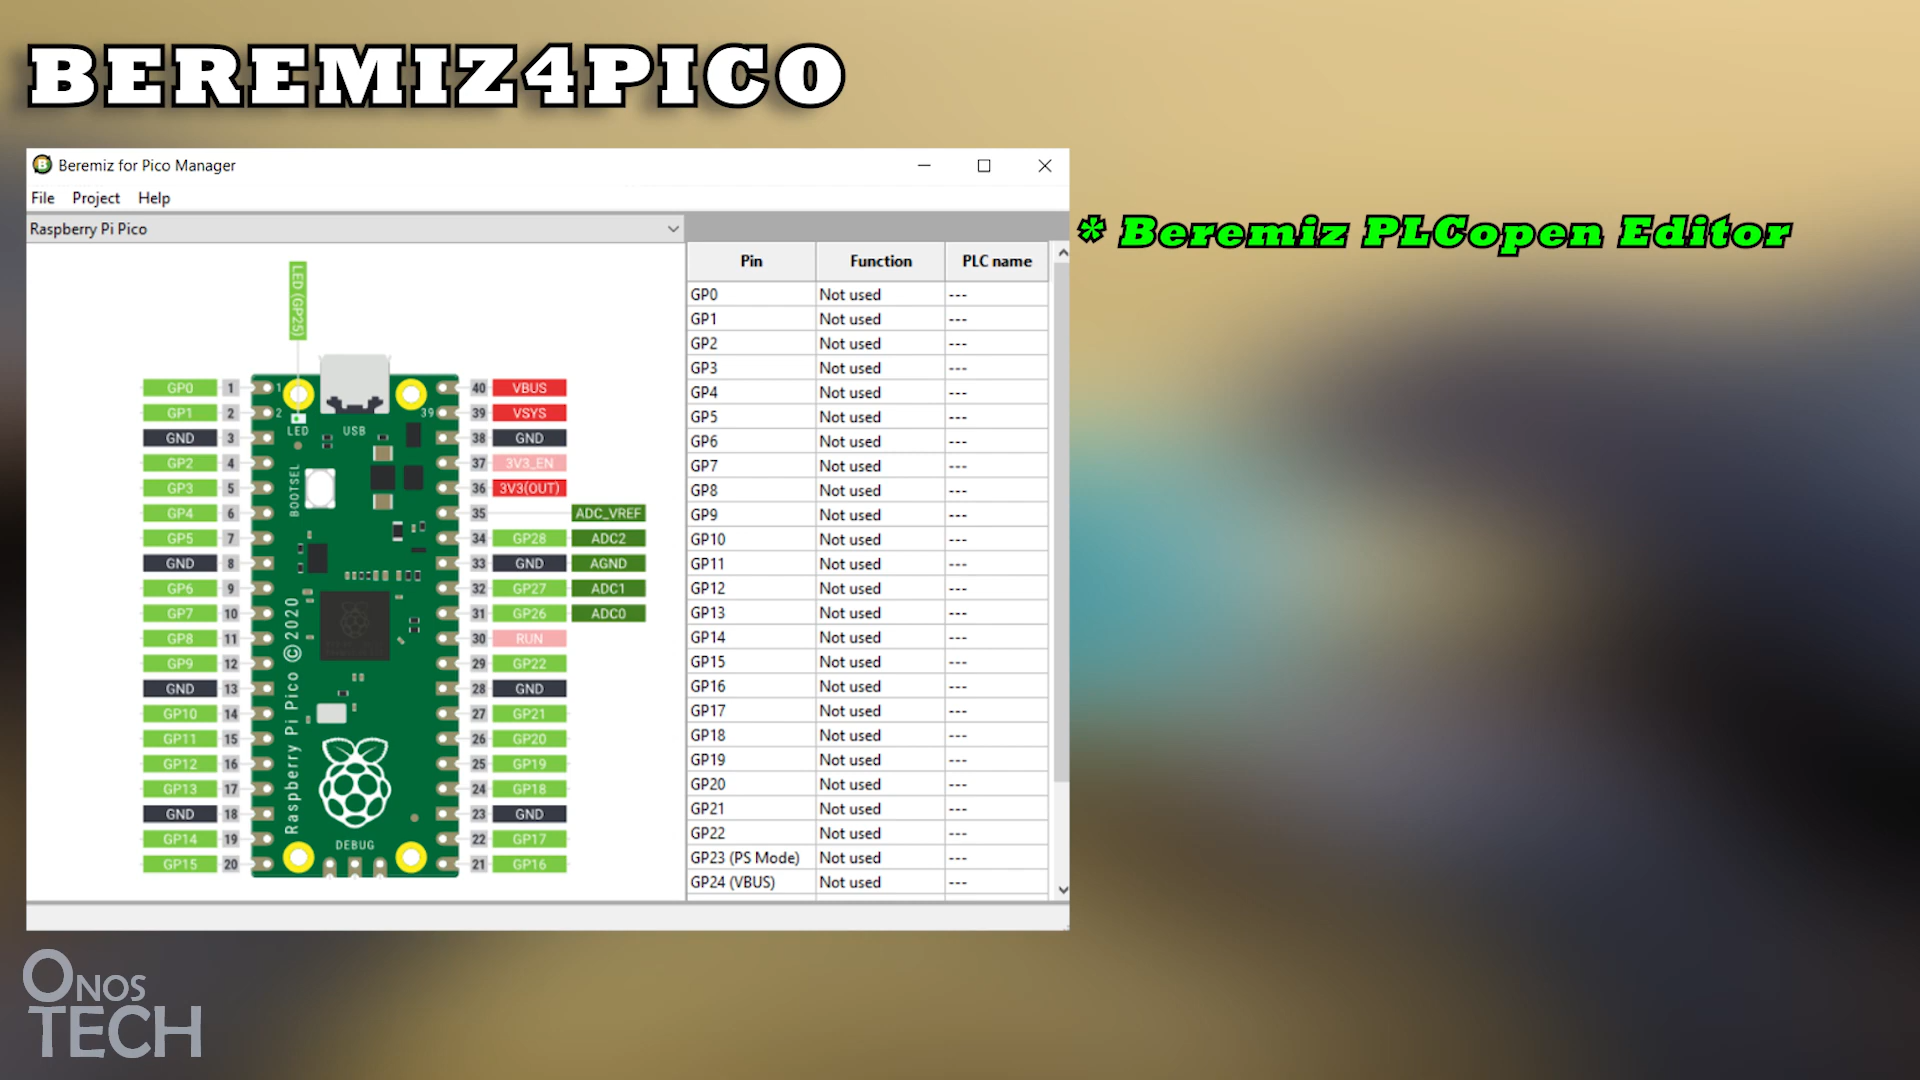 BEREMIZ4PICO
Beremiz for Pico Manager
File Project Help
Raspberry Pi Pico
* Beremiz PLCopen Editor
LED (GP25)
GP0 1 1 40 VBUS
GP1 2 2 39 39 VSYS
GND 3 LED USB 38 GND
GP2 4 37 3V3_EN
GP3 5 BOOTSEL 36 3V3(OUT)
GP4 6 35 ADC_VREF
GP5 7 34 GP28 ADC2
GND 8 33 GND AGND
GP6 9 32 GP27 ADC1
GP7 10 31 GP26 ADC0
GP8 11 30 RUN
GP9 12 29 GP22
GND 13 28 GND
GP10 14 27 GP21
GP11 15 26 GP20
GP12 16 25 GP19
GP13 17 24 GP18
GND 18 23 GND
GP14 19 22 GP17
GP15 20 21 GP16
Raspberry Pi Pico ©2020
DEBUG
Pin Function PLC name
GP0 Not used ---
GP1 Not used ---
GP2 Not used ---
GP3 Not used ---
GP4 Not used ---
GP5 Not used ---
GP6 Not used ---
GP7 Not used ---
GP8 Not used ---
GP9 Not used ---
GP10 Not used ---
GP11 Not used ---
GP12 Not used ---
GP13 Not used ---
GP14 Not used ---
GP15 Not used ---
GP16 Not used ---
GP17 Not used ---
GP18 Not used ---
GP19 Not used ---
GP20 Not used ---
GP21 Not used ---
GP22 Not used ---
GP23 (PS Mode) Not used ---
GP24 (VBUS) Not used ---
ONOS
TECH